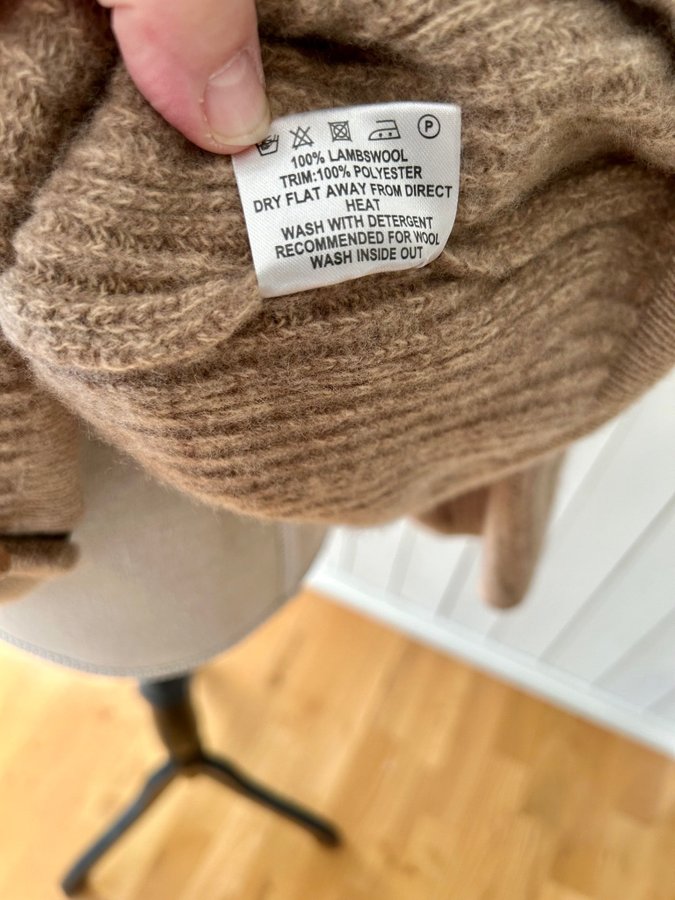 P
100% LAMBSWOOL
TRIM:100% POLYESTER
DRY FLAT AWAY FROM DIRECT
HEAT
WASH WITH DETERGENT
RECOMMENDED FOR WOOL
WASH INSIDE OUT